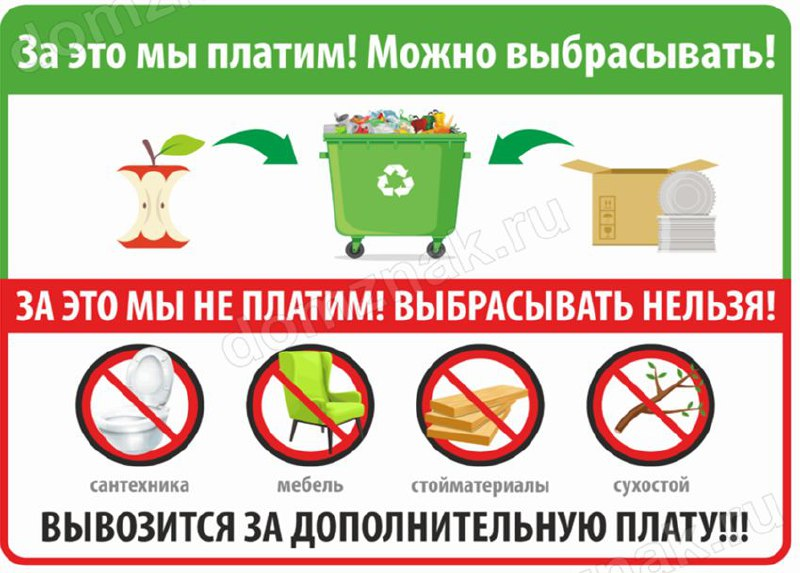 За это мы платим! Можно выбрасывать!
ЗА ЭТО МЫ НЕ ПЛАТИМ! ВЫБРАСЫВАТЬ НЕЛЬЗЯ!
сантехника мебель стойматериалы сухостой
ВЫВОЗИТСЯ ЗА ДОПОЛНИТЕЛЬНУЮ ПЛАТУ!!!
domznak.ru